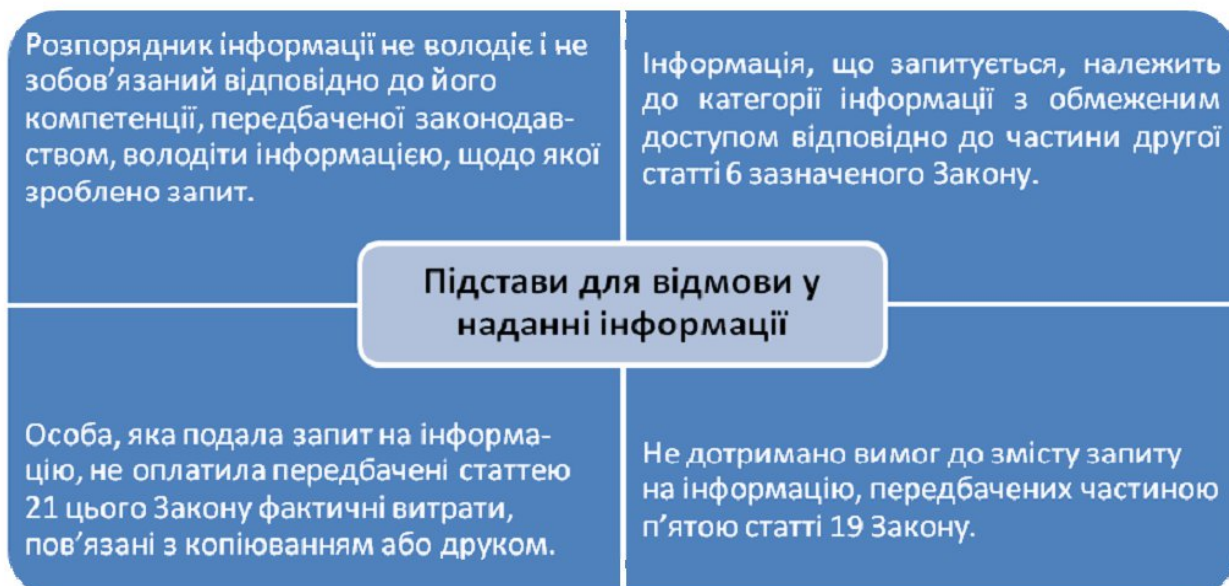 Розпорядник інформації не володіє і не
зобов’язаний відповідно до його
компетенції, передбаченої законодав-
ством, володіти інформацією, щодо якої
зроблено запит.
Інформація, що запитується, належить
до категорії інформації з обмеженим
доступом відповідно до частини другої
статті 6 зазначеного Закону.
Підстави для відмови у
наданні інформації
Особа, яка подала запит на інформа-
цію, не оплатила передбачені статтею
21 цього Закону фактичні витрати,
пов’язані з копіюванням або друком.
Не дотримано вимог до змісту запиту
на інформацію, передбачених частиною
п’ятою статті 19 Закону.